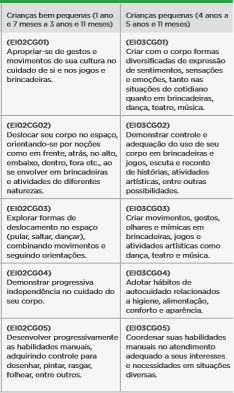 Crianças bem pequenas (1 ano
e 7 meses a 3 anos e 11 meses)
(EI02CG01)
Apropriar-se de gestos e
movimentos de sua cultura no
cuidado de si e nos jogos e
brincadeiras.
(EI02CG02)
Deslocar seu corpo no espaço,
orientando-se por noções
como em frente, atrás, no alto,
embaixo, dentro, fora etc., ao
se envolver em brincadeiras
e atividades de diferentes
naturezas.
(EI02CG03)
Explorar formas de
deslocamento no espaço
(pular, saltar, dançar),
combinando movimentos e
seguindo orientações.
(EI02CG04)
Demonstrar progressiva
independência no cuidado do
seu corpo.
(EI02CG05)
Desenvolver progressivamente
as habilidades manuais,
adquirindo controle para
desenhar, pintar, rasgar,
folhear, entre outros.
Crianças pequenas (4 anos a
5 anos e 11 meses)
(EI03CG01)
Criar com o corpo formas
diversificadas de expressão
de sentimentos, sensações
e emoções, tanto nas
situações do cotidiano
quanto em brincadeiras,
dança, teatro, música.
(EI03CG02)
Demonstrar controle e
adequação do uso de seu
corpo em brincadeiras e
jogos, escuta e reconto
de histórias, atividades
artísticas, entre outras
possibilidades.
(EI03CG03)
Criar movimentos, gestos,
olhares e mímicas em
brincadeiras, jogos e
atividades artísticas como
dança, teatro e música.
(EI03CG04)
Adotar hábitos de
autocuidado relacionados
a higiene, alimentação,
conforto e aparência.
(EI03CG05)
Coordenar suas habilidades
manuais no atendimento
adequado a seus interesses
e necessidades em situações
diversas.